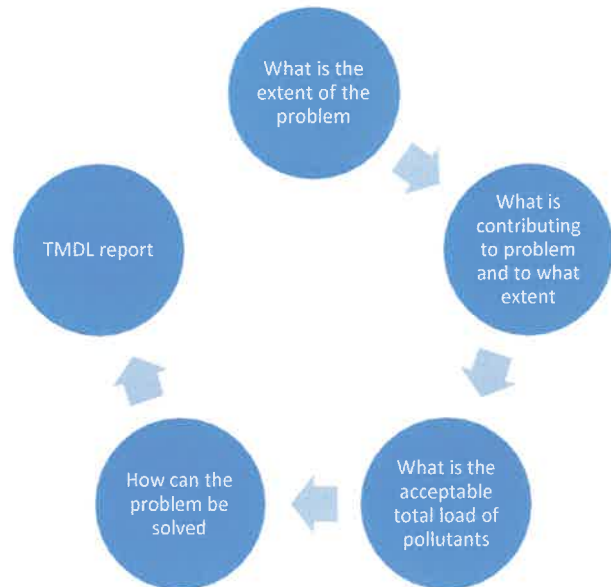 What is the
extent of the
problem
What is
contributing
to problem
and to what
extent
What is the
acceptable
total load of
pollutants
How can the
problem be
solved
TMDL report